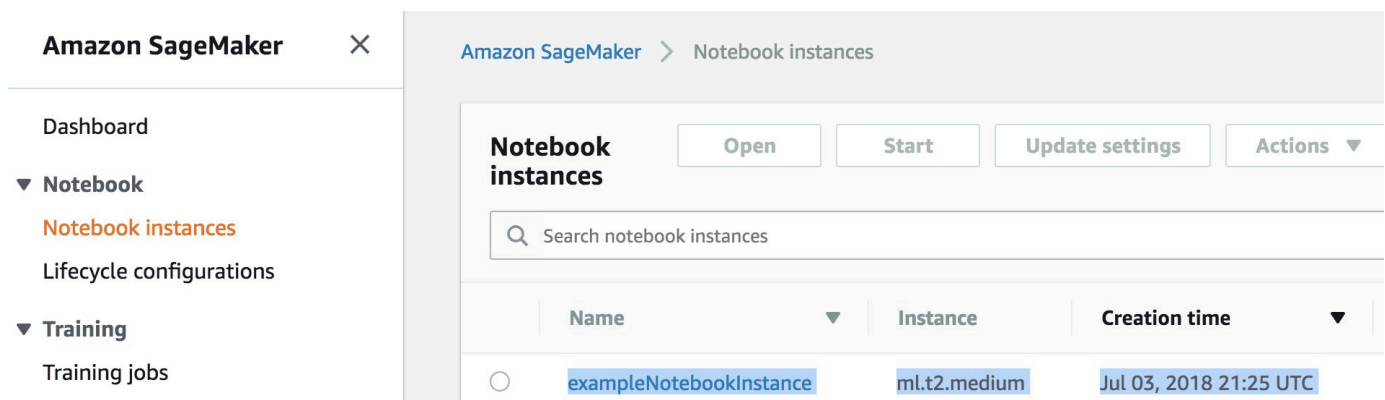 Amazon SageMaker
Dashboard
Notebook
Notebook instances
Lifecycle configurations
Training
Training jobs
Amazon SageMaker > Notebook instances
Notebook
instances
Open Start Update settings Actions
Search notebook instances
Name Instance Creation time
exampleNotebookInstance ml.t2.medium Jul 03, 2018 21:25 UTC